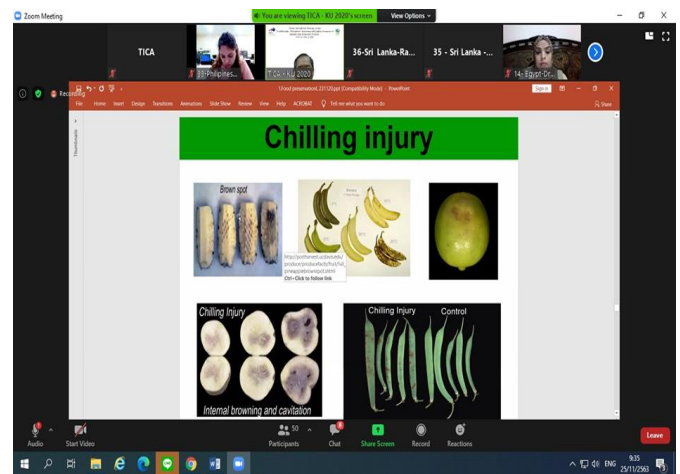 Zoom Meeting
You are viewing TICA - KU 2020's screen
View Options
TICA
33-Philipines...
TICA - KU 2020
36-Sri Lanka-Ra...
35 - Sri Lanka -...
14- Egypt-Dr...
Recording
Sign in
File Home Insert Design Transitions Animations Slide Show Review View Help ACROBAT Tell me what you want to do
Share
Thumbnails
Chilling injury
Brown spot
Chilling Injury
Internal browning and cavitation
Chilling Injury Control
Ctrl+Click to follow link
Audio
Start Video
50
Participants
Chat
Share Screen
Record
Reactions
Leave
ENG
9:35
25/11/2563